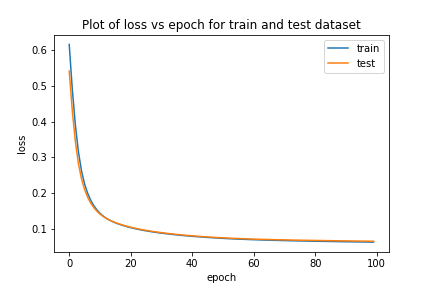 Plot of loss vs epoch for train and test dataset
train
test
0.6
0.5
0.4
0.3
0.2
0.1
loss
0 20 40 60 80 100
epoch